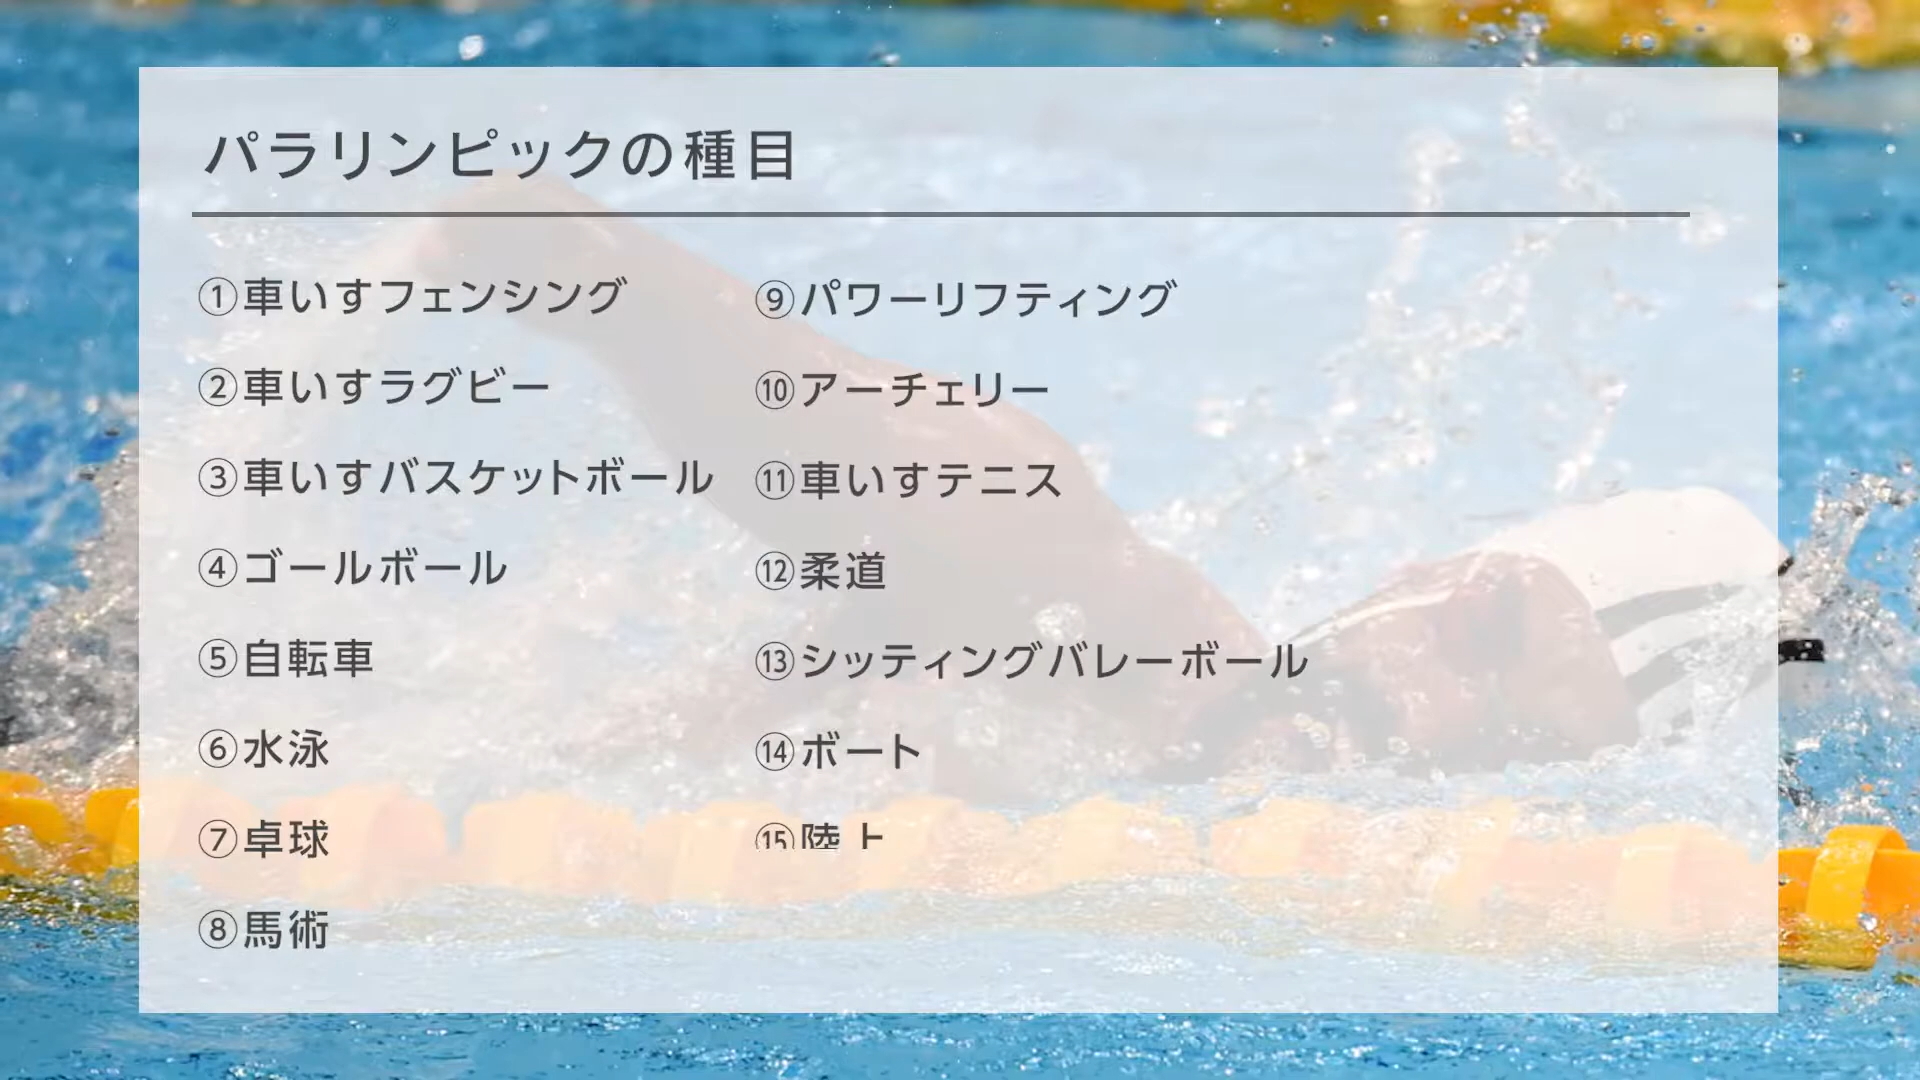 パラリンピックの種目
①車いすフェンシング
②車いすラグビー
③車いすバスケットボール
④ゴールボール
⑤自転車
⑥水泳
⑦卓球
⑧馬術
⑨パワーリフティング
⑩アーチェリー
⑪車いすテニス
⑫柔道
⑬シッティングバレーボール
⑭ボート
⑮陸上